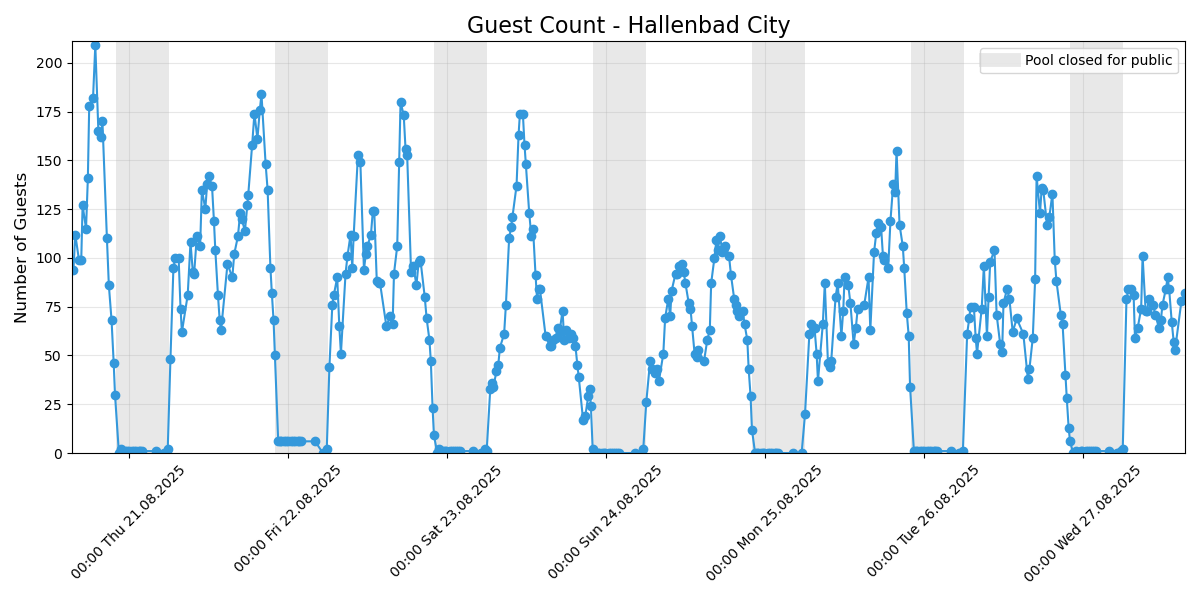 Guest Count - Hallenbad City
Pool closed for public
Number of Guests
200
175
150
125
100
75
50
25
0
00:00 Thu 21.08.2025
00:00 Fri 22.08.2025
00:00 Sat 23.08.2025
00:00 Sun 24.08.2025
00:00 Mon 25.08.2025
00:00 Tue 26.08.2025
00:00 Wed 27.08.2025